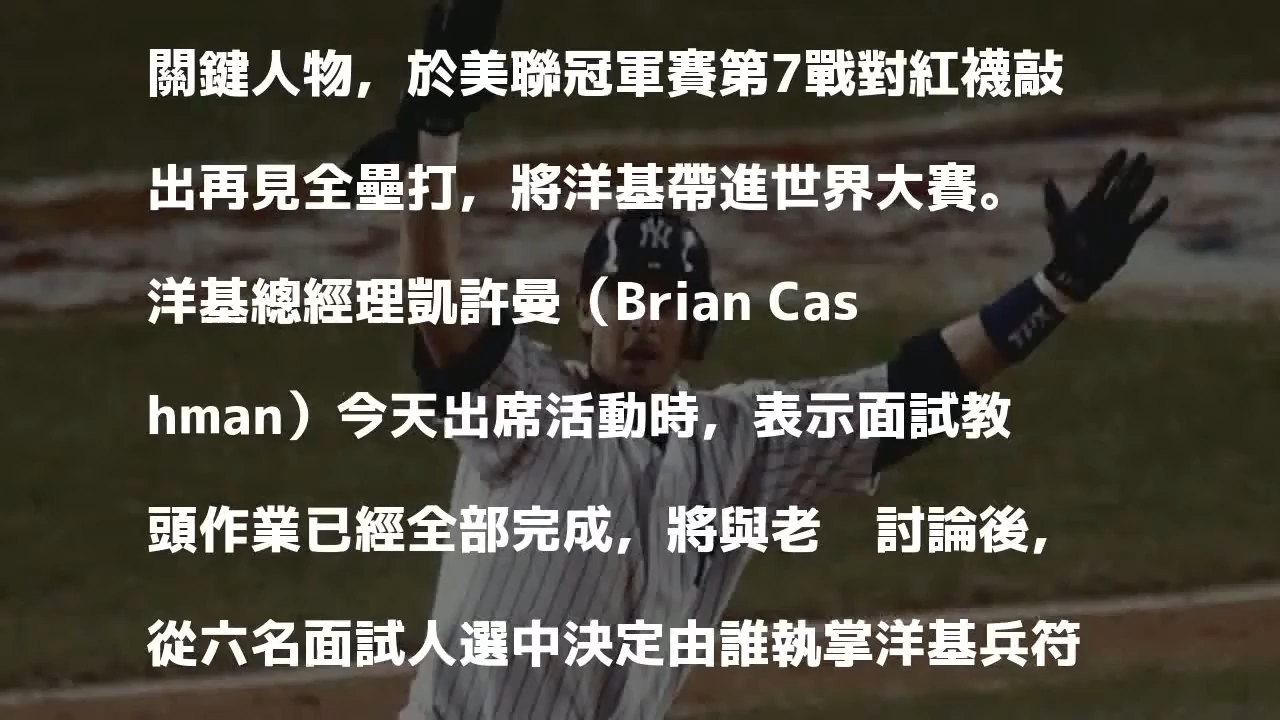 關鍵人物，於美聯冠軍賽第7戰對紅襪敲
出再見全壘打，將洋基帶進世界大賽。
洋基總經理凱許曼（Brian Cas
hman）今天出席活動時，表示面試教
頭作業已經全部完成，將與老　討論後，
從六名面試人選中決定由誰執掌洋基兵符
NY